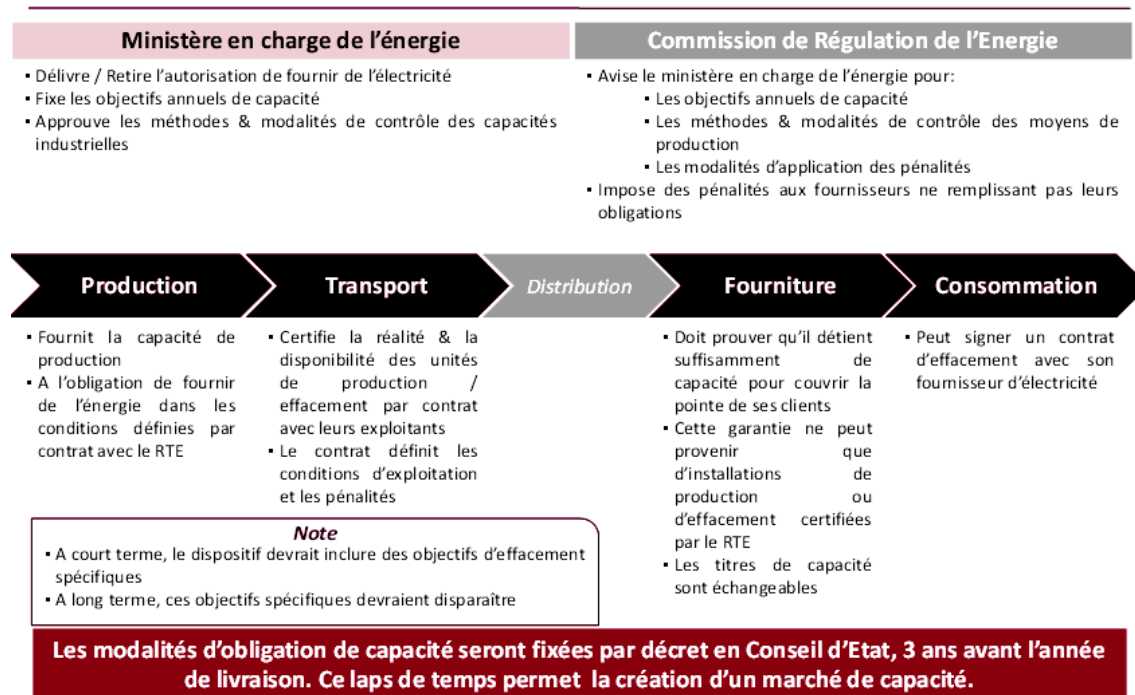 Ministère en charge de l’énergie
▪ Délivre / Retire l’autorisation de fournir de l’électricité
▪ Fixe les objectifs annuels de capacité
▪ Approuve les méthodes & modalités de contrôle des capacités
industrielles
Commission de Régulation de l’Energie
▪ Avise le ministère en charge de l’énergie pour:
▪ Les objectifs annuels de capacité
▪ Les méthodes & modalités de contrôle des moyens de
production
▪ Les modalités d’application des pénalités
▪ Impose des pénalités aux fournisseurs ne remplissant pas leurs
obligations
Production
Transport
Distribution
Fourniture
Consommation
▪ Fournit la capacité de
production
▪ A l’obligation de fournir
de l’énergie dans les
conditions définies par
contrat avec le RTE
▪ Certifie la réalité & la
disponibilité des unités
de production /
effacement par contrat
avec leurs exploitants
▪ Le contrat définit les
conditions d’exploitation
et les pénalités
▪ Doit prouver qu’il détient
suffisamment de
capacité pour couvrir la
pointe de ses clients
▪ Cette garantie ne peut
provenir que
d’installations de
production ou
d’effacement certifiées
par le RTE
▪ Les titres de capacité
sont échangeables
▪ Peut signer un contrat
d’effacement avec son
fournisseur d’électricité
Note
▪ A court terme, le dispositif devrait inclure des objectifs d’effacement
spécifiques
▪ A long terme, ces objectifs spécifiques devraient disparaître
Les modalités d’obligation de capacité seront fixées par décret en Conseil d’Etat, 3 ans avant l’année
de livraison. Ce laps de temps permet la création d’un marché de capacité.